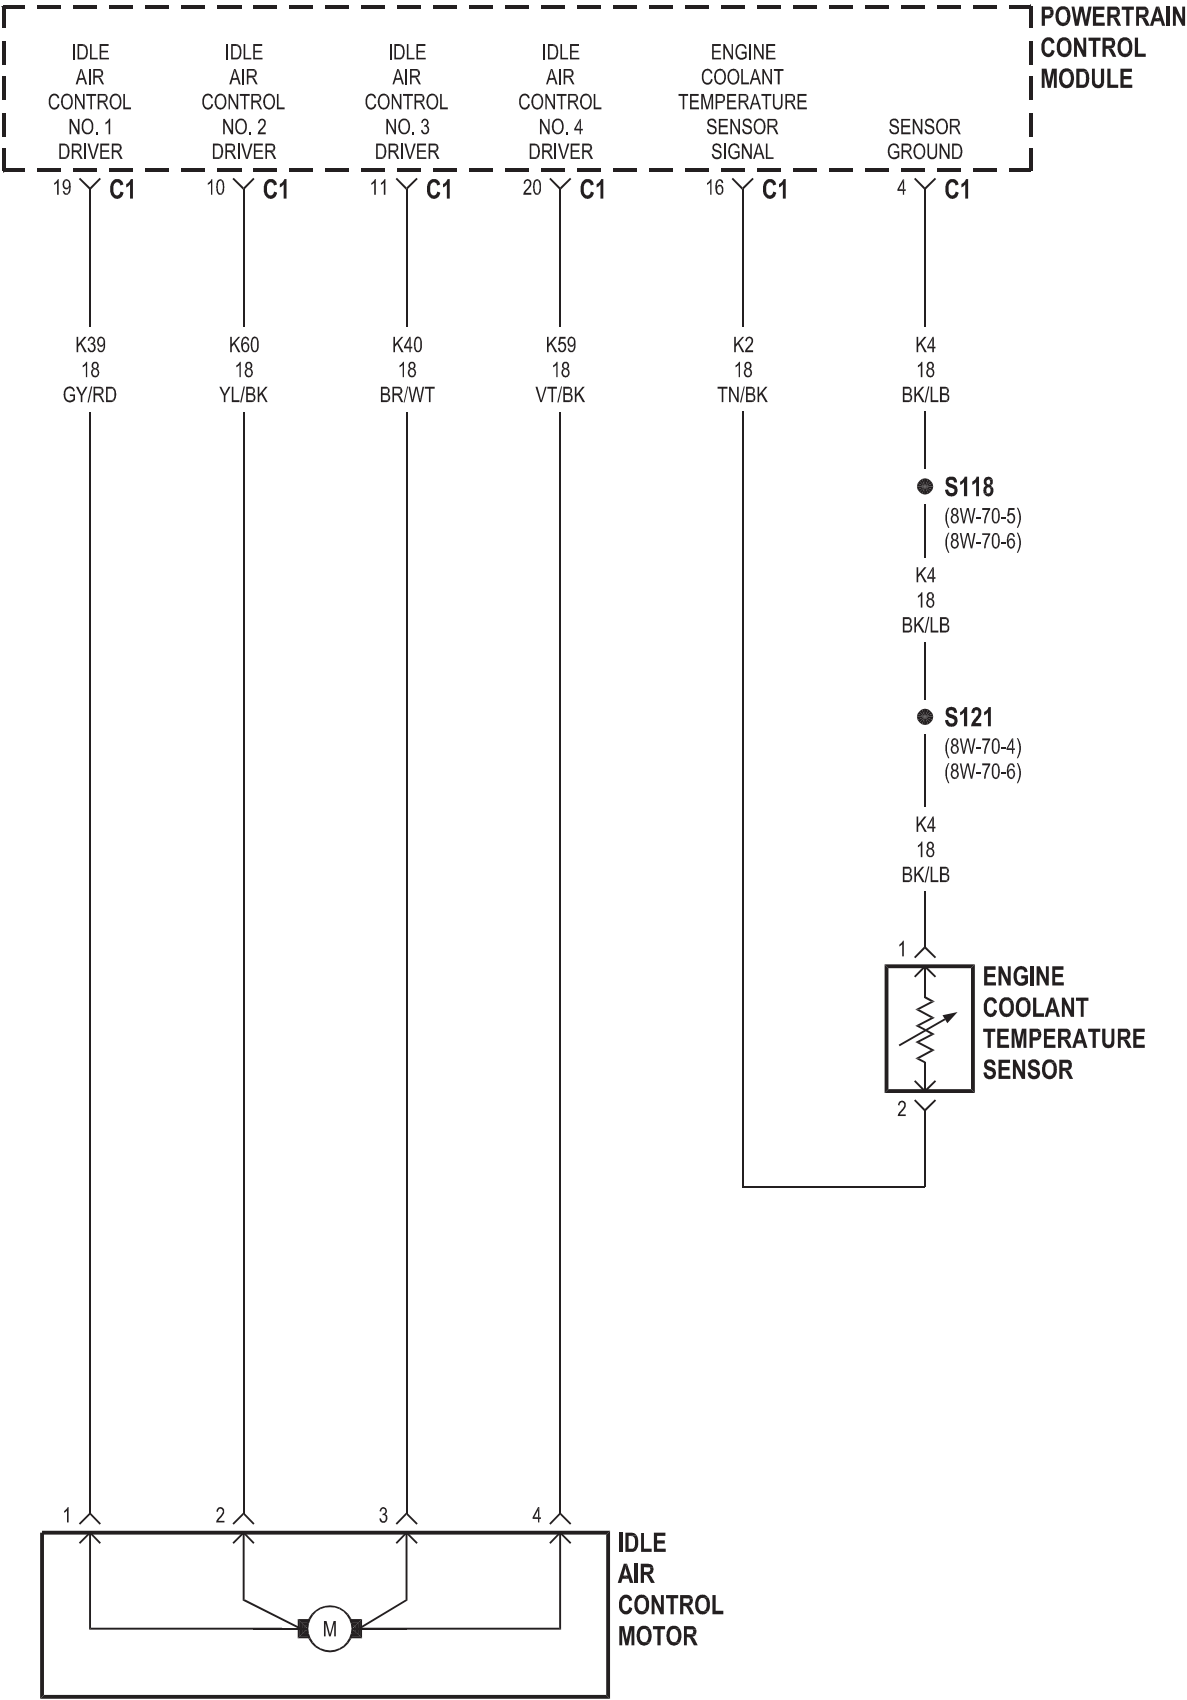 POWERTRAIN
CONTROL
MODULE
IDLE
AIR
CONTROL
NO. 1
DRIVER
IDLE
AIR
CONTROL
NO. 2
DRIVER
IDLE
AIR
CONTROL
NO. 3
DRIVER
IDLE
AIR
CONTROL
NO. 4
DRIVER
ENGINE
COOLANT
TEMPERATURE
SENSOR
SIGNAL
SENSOR
GROUND
19 C1
10 C1
11 C1
20 C1
16 C1
4 C1
K39
18
GY/RD
K60
18
YL/BK
K40
18
BR/WT
K59
18
VT/BK
K2
18
TN/BK
K4
18
BK/LB
S118
(8W-70-5)
(8W-70-6)
K4
18
BK/LB
S121
(8W-70-4)
(8W-70-6)
K4
18
BK/LB
1
ENGINE
COOLANT
TEMPERATURE
SENSOR
2
1
2
3
4
IDLE
AIR
CONTROL
MOTOR
M